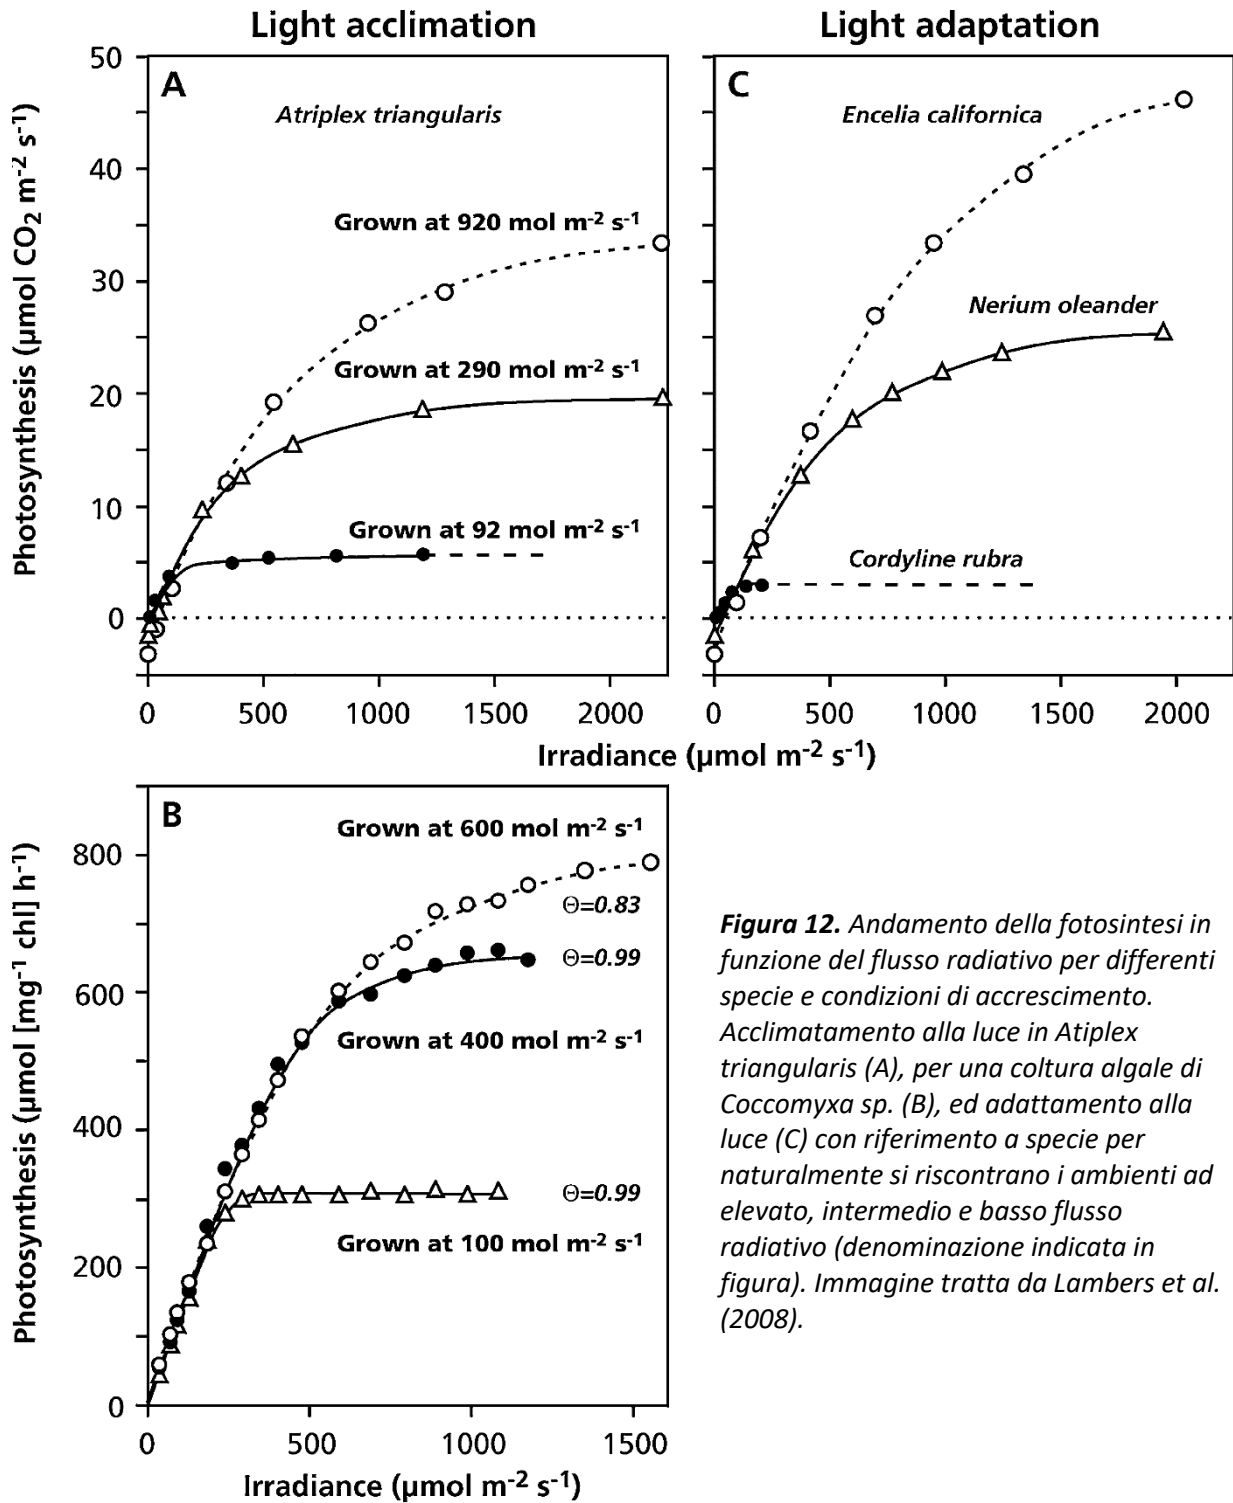 Light acclimation
Light adaptation
A
Atriplex triangularis
Grown at 920 mol m-2 s-1
Grown at 290 mol m-2 s-1
Grown at 92 mol m-2 s-1
Photosynthesis (µmol CO2 m-2 s-1)
50
40
30
20
10
0
0 500 1000 1500 2000
C
Encelia californica
Nerium oleander
Cordyline rubra
0 500 1000 1500 2000
Irradiance (µmol m-2 s-1)
B
Grown at 600 mol m-2 s-1
Θ=0.83
Θ=0.99
Grown at 400 mol m-2 s-1
Θ=0.99
Grown at 100 mol m-2 s-1
Photosynthesis (µmol [mg-1 chl] h-1)
800
600
400
200
0
0 500 1000 1500
Irradiance (µmol m-2 s-1)
Figura 12. Andamento della fotosintesi in
funzione del flusso radiativo per differenti
specie e condizioni di accrescimento.
Acclimatamento alla luce in Atiplex
triangularis (A), per una coltura algale di
Coccomyxa sp. (B), ed adattamento alla
luce (C) con riferimento a specie per
naturalmente si riscontrano i ambienti ad
elevato, intermedio e basso flusso
radiativo (denominazione indicata in
figura). Immagine tratta da Lambers et al.
(2008).